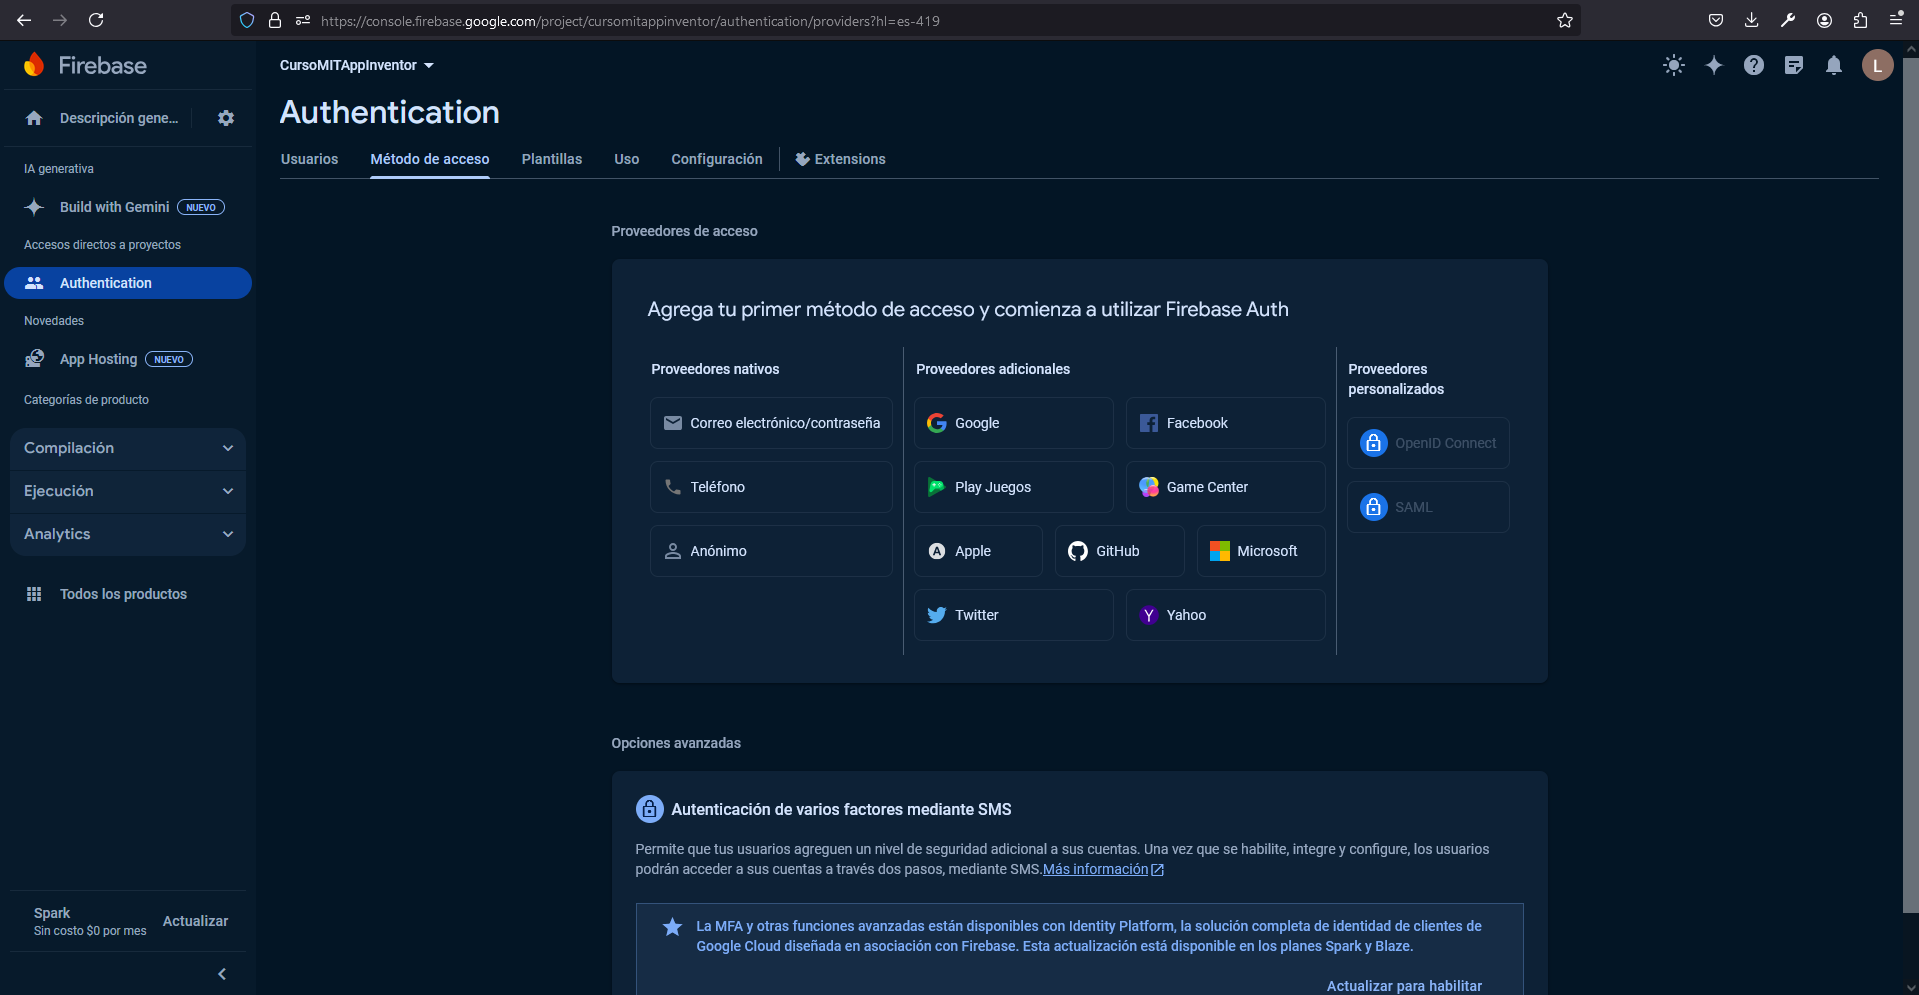 https://console.firebase.google.com/project/cursomitappinventor/authentication/providers?hl=es-419
Firebase
CursoMITAppInventor
L
Authentication
Descripción gene...
Usuarios
Método de acceso
Plantillas
Uso
Configuración
Extensions
IA generativa
Build with Gemini NUEVO
Accesos directos a proyectos
Authentication
Novedades
App Hosting NUEVO
Categorías de producto
Compilación
Ejecución
Analytics
Todos los productos
Spark
Sin costo $0 por mes
Actualizar
Proveedores de acceso
Agrega tu primer método de acceso y comienza a utilizar Firebase Auth
Proveedores nativos
Correo electrónico/contraseña
Teléfono
Anónimo
Proveedores adicionales
Google
Facebook
Play Juegos
Game Center
Apple
GitHub
Microsoft
Twitter
Yahoo
Proveedores
personalizados
OpenID Connect
SAML
Opciones avanzadas
Autenticación de varios factores mediante SMS
Permite que tus usuarios agreguen un nivel de seguridad adicional a sus cuentas. Una vez que se habilite, integre y configure, los usuarios
podrán acceder a sus cuentas a través dos pasos, mediante SMS.Más información
La MFA y otras funciones avanzadas están disponibles con Identity Platform, la solución completa de identidad de clientes de
Google Cloud diseñada en asociación con Firebase. Esta actualización está disponible en los planes Spark y Blaze.
Actualizar para habilitar